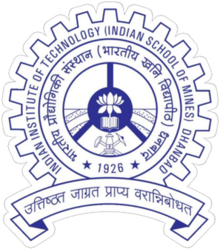 INDIAN INSTITUTE OF TECHNOLOGY (INDIAN SCHOOL OF MINES) DHANBAD
भारतीय प्रौद्योगिकी संस्थान (भारतीय खनि विद्यापीठ) धनबाद
* 1926 *
उत्तिष्ठत जाग्रत प्राप्य वरान्निबोधत